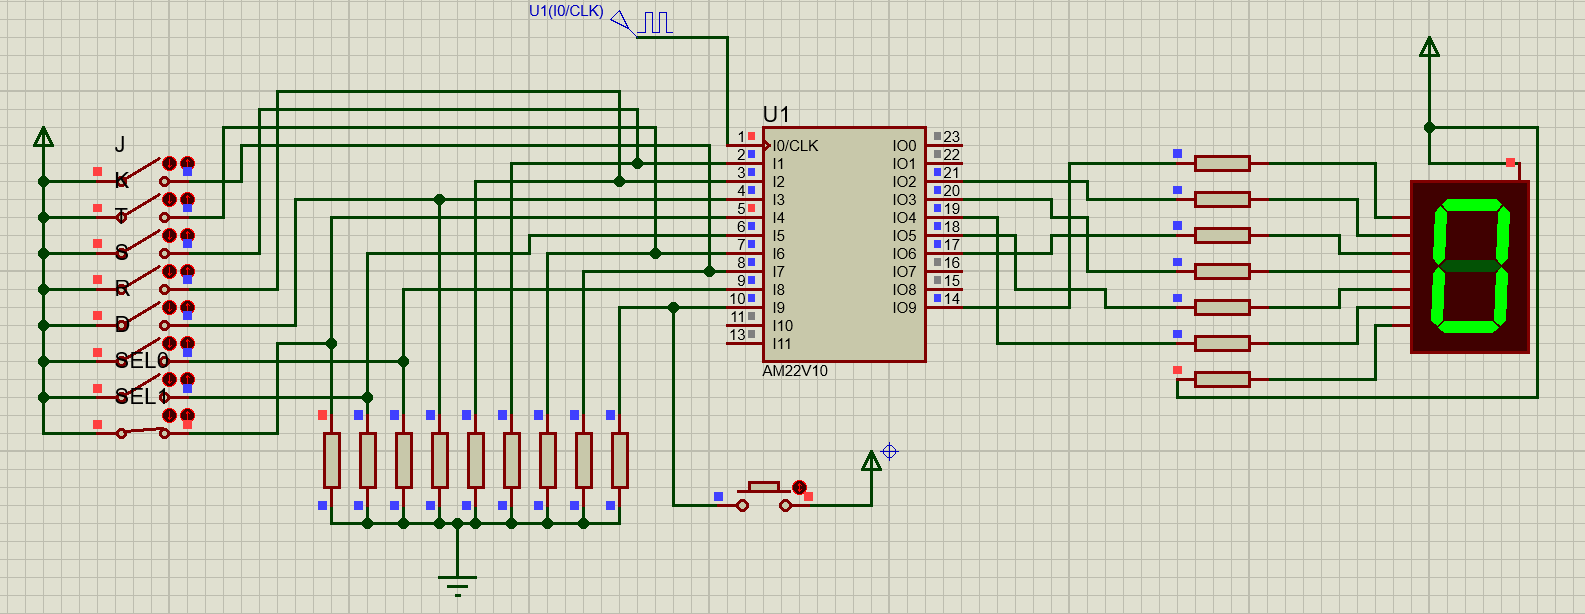 U1(I0/CLK)
U1
J
K
T
S
R
D
SEL0
SEL1
1 I0/CLK IO0 23
2 I1 IO1 22
3 I2 IO2 21
4 I3 IO3 20
5 I4 IO4 19
6 I5 IO5 18
7 I6 IO6 17
8 I7 IO7 16
9 I8 IO8 15
10 I9 IO9 14
11 I10
13 I11
AM22V10
0